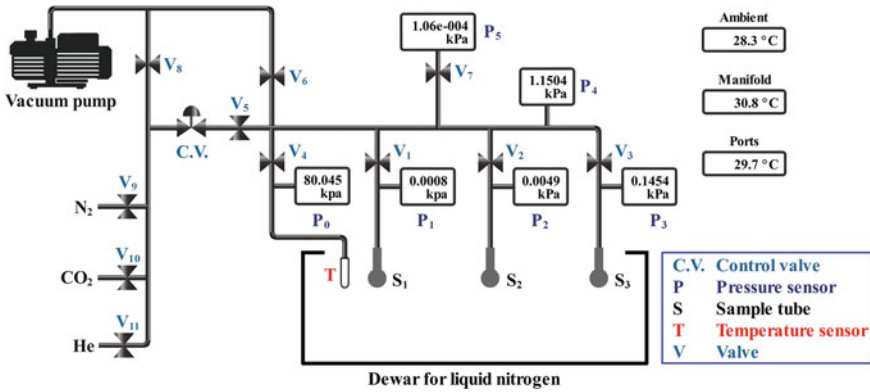 1.06e-004
kPa
P5
Ambient
28.3 °C
V8
V6
V7
1.1504
kPa
P4
Manifold
30.8 °C
Vacuum pump
V5
C.V.
V4
V1
V2
V3
Ports
29.7 °C
80.045
kpa
0.0008
kpa
0.0049
kPa
0.1454
kPa
V9
N2
P0
P1
P2
P3
V10
CO2
T
S1
S2
S3
C.V. Control valve
P Pressure sensor
S Sample tube
T Temperature sensor
V Valve
V11
He
Dewar for liquid nitrogen